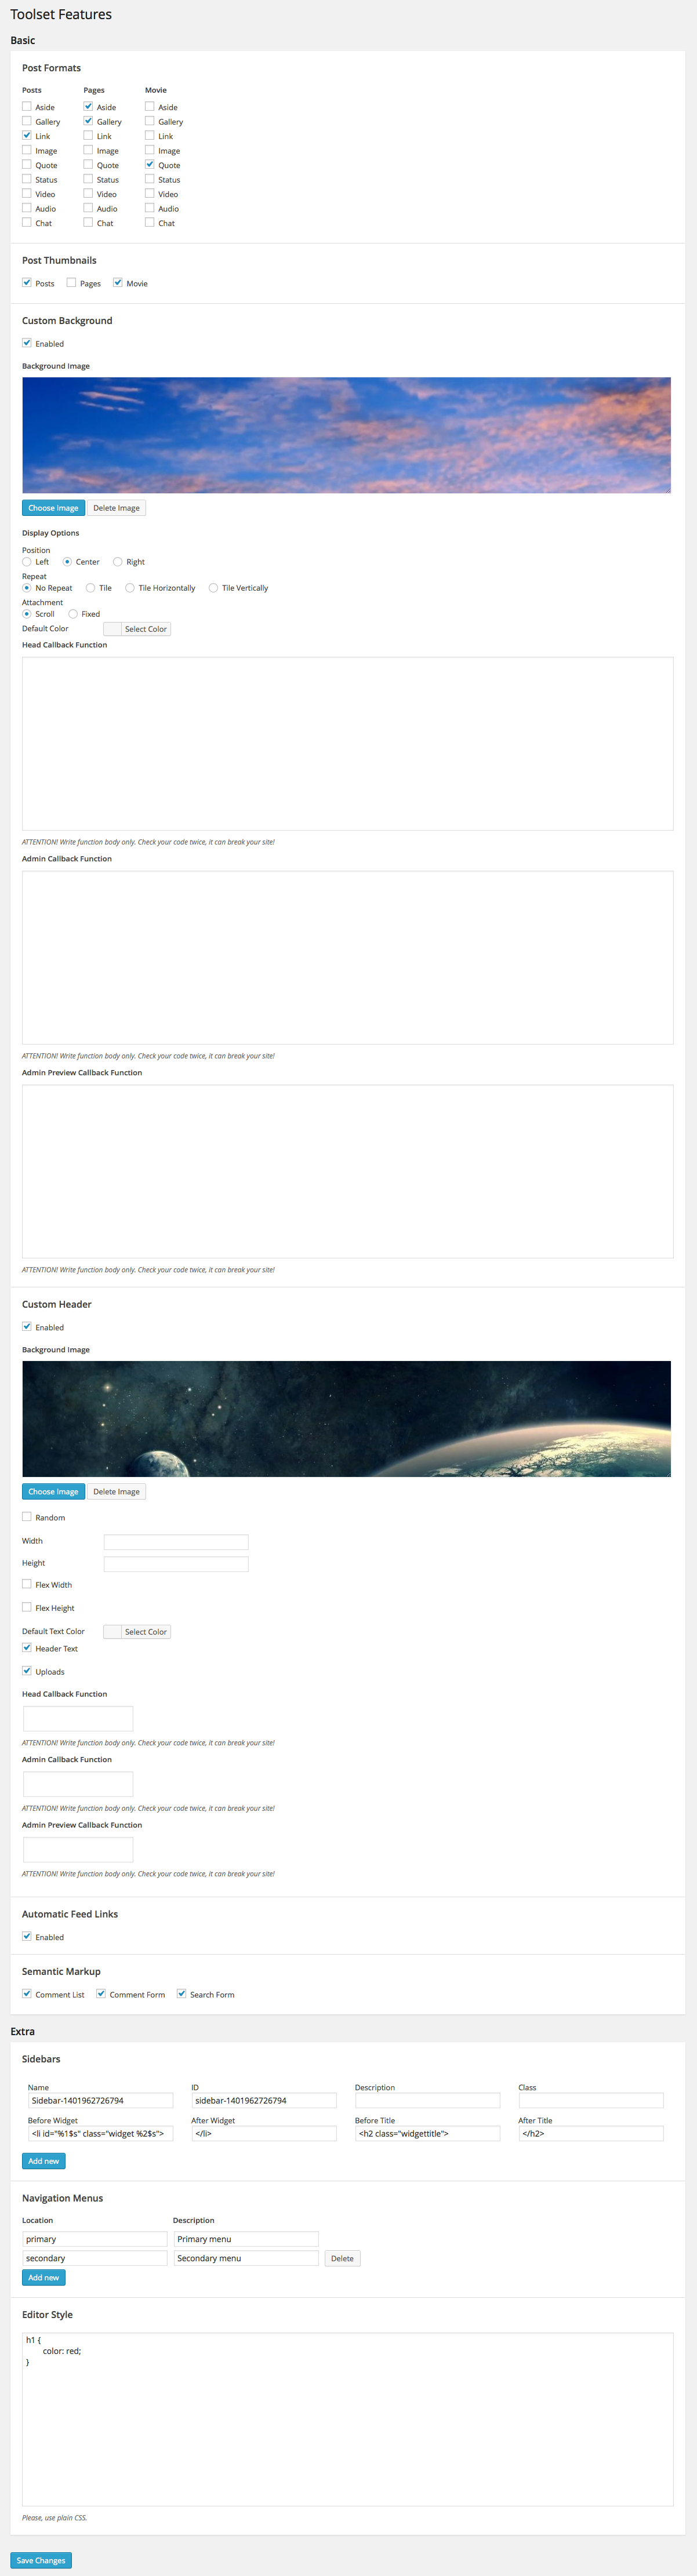 Toolset Features
Basic
Post Formats
Posts Pages Movie
Aside Aside Aside
Gallery Gallery Gallery
Link Link Link
Image Image Image
Quote Quote Quote
Status Status Status
Video Video Video
Audio Audio Audio
Chat Chat Chat
Post Thumbnails
Posts Pages Movie
Custom Background
Enabled
Background Image
Choose Image Delete Image
Display Options
Position
Left Center Right
Repeat
No Repeat Tile Tile Horizontally Tile Vertically
Attachment
Scroll Fixed
Default Color Select Color
Head Callback Function
ATTENTION! Write function body only. Check your code twice, it can break your site!
Admin Callback Function
ATTENTION! Write function body only. Check your code twice, it can break your site!
Admin Preview Callback Function
ATTENTION! Write function body only. Check your code twice, it can break your site!
Custom Header
Enabled
Background Image
Choose Image Delete Image
Random
Width
Height
Flex Width
Flex Height
Default Text Color Select Color
Header Text
Uploads
Head Callback Function
ATTENTION! Write function body only. Check your code twice, it can break your site!
Admin Callback Function
ATTENTION! Write function body only. Check your code twice, it can break your site!
Admin Preview Callback Function
ATTENTION! Write function body only. Check your code twice, it can break your site!
Automatic Feed Links
Enabled
Semantic Markup
Comment List Comment Form Search Form
Extra
Sidebars
Name ID Description Class
Sidebar-1401962726794 sidebar-1401962726794
Before Widget After Widget Before Title After Title
<li id="%1$s" class="widget %2$s"> </li> <h2 class="widgettitle"> </h2>
Add new
Navigation Menus
Location Description
primary Primary menu
secondary Secondary menu Delete
Add new
Editor Style
h1 {
color: red;
}
Please, use plain CSS.
Save Changes